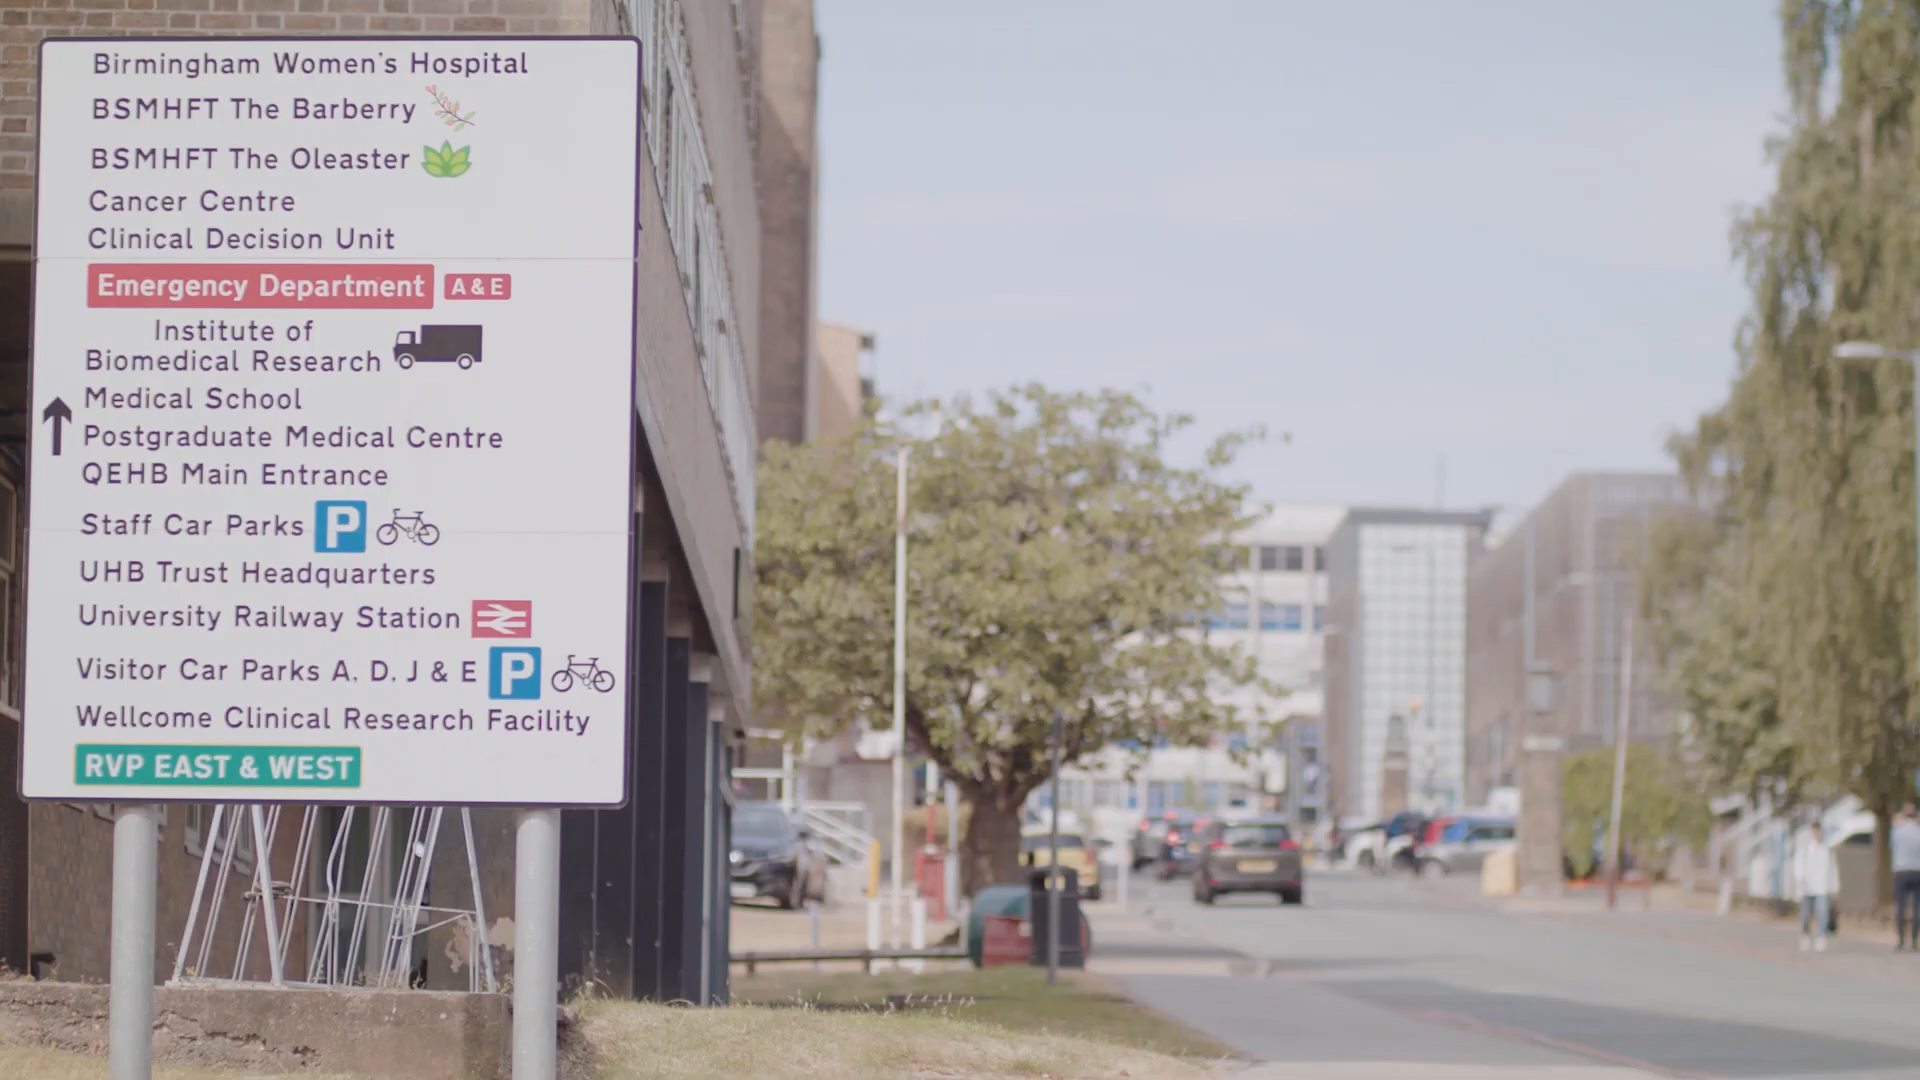 Birmingham Women's Hospital
BSMHFT The Barberry
BSMHFT The Oleaster
Cancer Centre
Clinical Decision Unit
Emergency Department A & E
Institute of
Biomedical Research
Medical School
Postgraduate Medical Centre
QEHB Main Entrance
Staff Car Parks P
UHB Trust Headquarters
University Railway Station
Visitor Car Parks A, D, J & E P
Wellcome Clinical Research Facility
RVP EAST & WEST